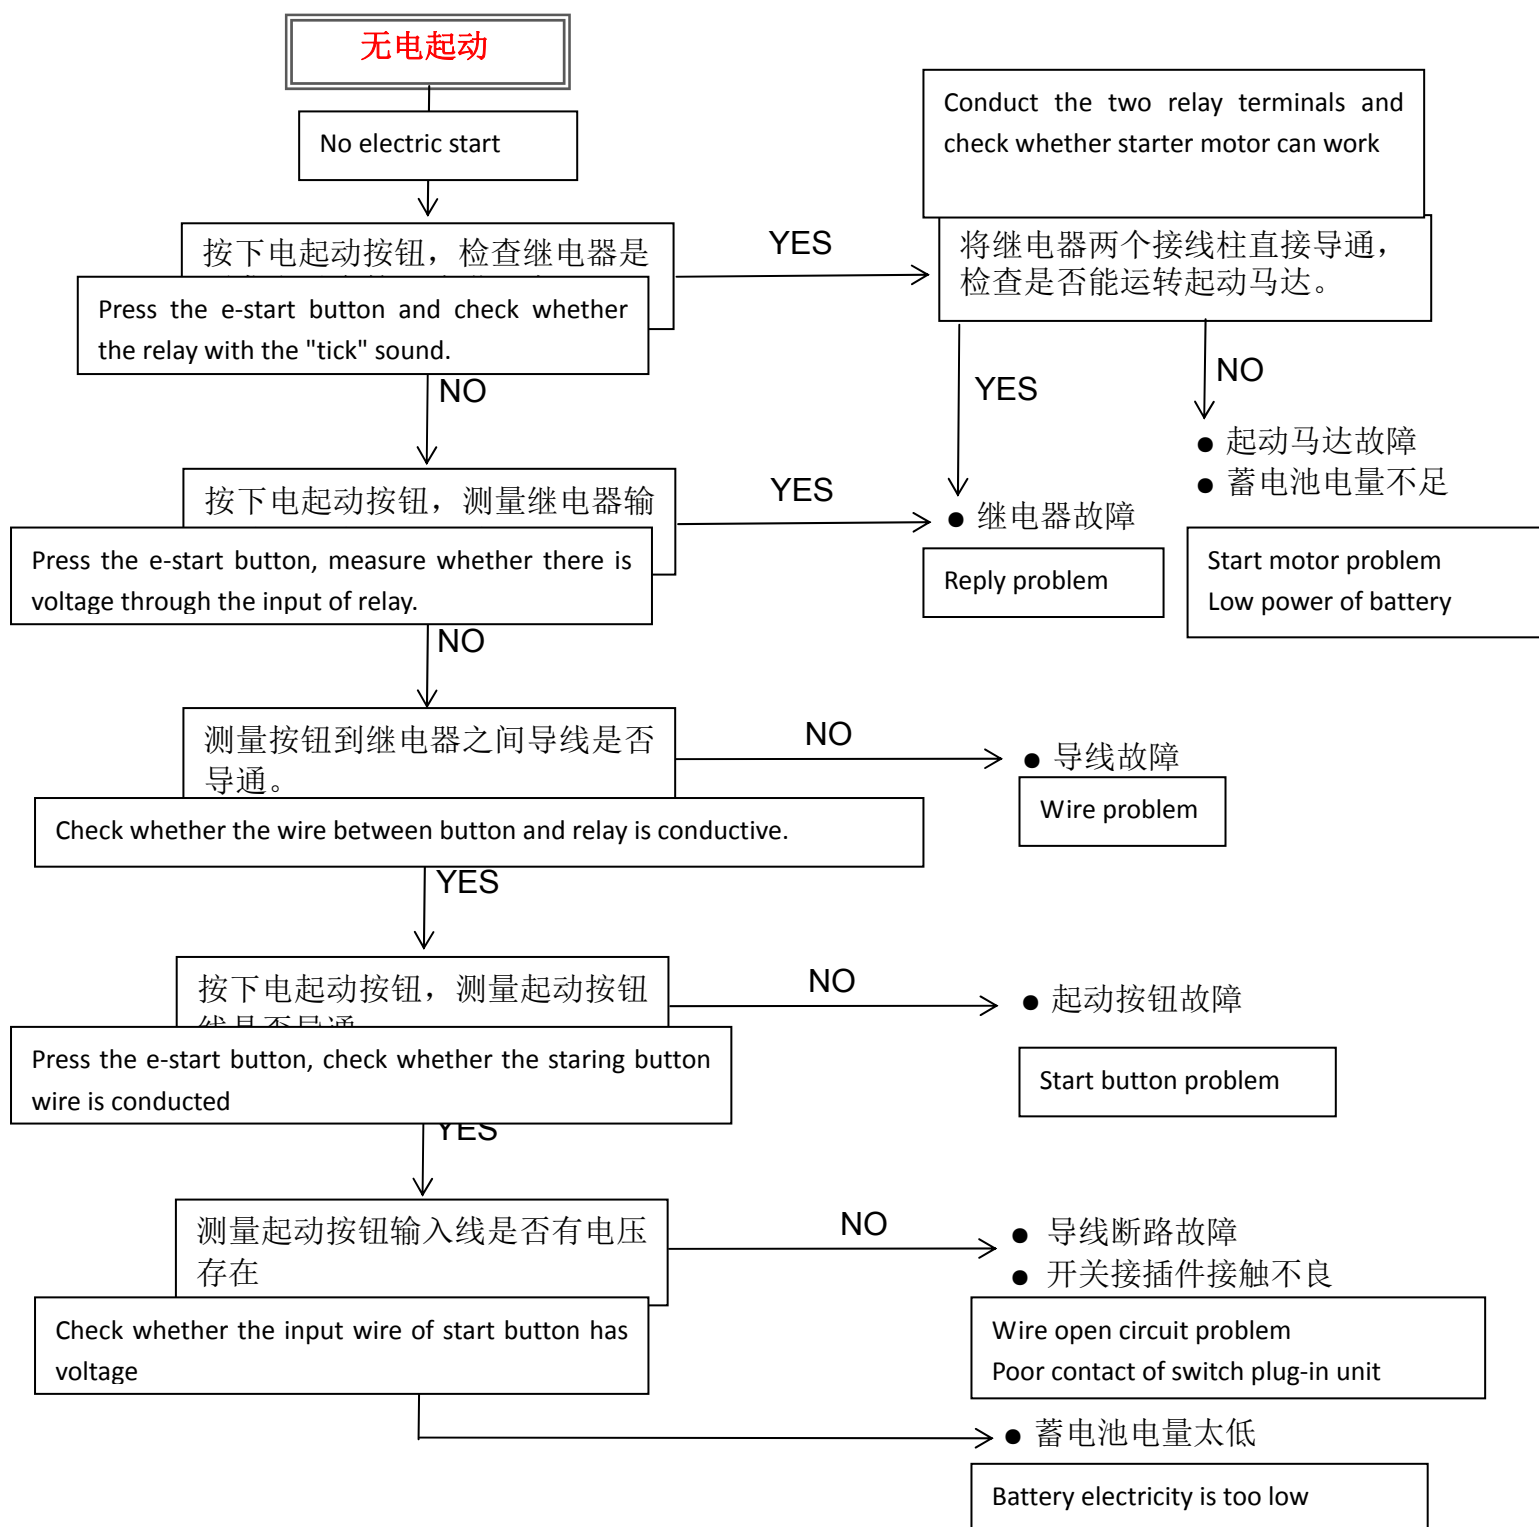 无电起动
No electric start
Conduct the two relay terminals and
check whether starter motor can work
按下电起动按钮，检查继电器是
YES
将继电器两个接线柱直接导通，
检查是否能运转起动马达。
Press the e-start button and check whether
the relay with the "tick" sound.
NO
YES
NO
● 起动马达故障
● 蓄电池电量不足
按下电起动按钮，测量继电器输
YES
● 继电器故障
Press the e-start button, measure whether there is
voltage through the input of relay.
Reply problem
Start motor problem
Low power of battery
NO
测量按钮到继电器之间导线是否
导通。
NO
● 导线故障
Wire problem
Check whether the wire between button and relay is conductive.
YES
按下电起动按钮，测量起动按钮
线是否导通
NO
● 起动按钮故障
Press the e-start button, check whether the staring button
wire is conducted
Start button problem
YES
测量起动按钮输入线是否有电压
存在
NO
● 导线断路故障
● 开关接插件接触不良
Check whether the input wire of start button has
voltage
Wire open circuit problem
Poor contact of switch plug-in unit
● 蓄电池电量太低
Battery electricity is too low